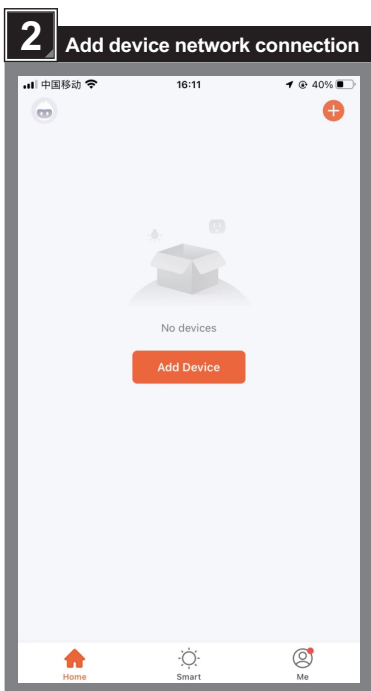 2 Add device network connection
中国移动 16:11 40%
No devices
Add Device
Home Smart Me